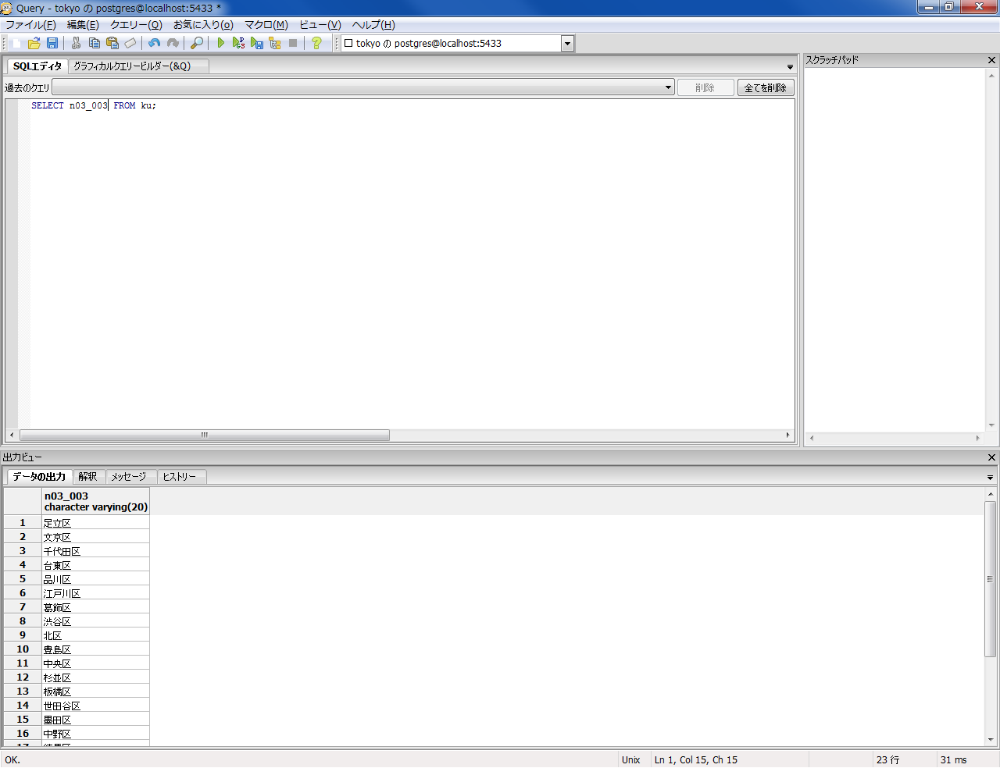 Query - tokyo の postgres@localhost:5433 *
ファイル(F) 編集(E) クエリー(Q) お気に入り(o) マクロ(M) ビュー(V) ヘルプ(H)
tokyo の postgres@localhost:5433
SQLエディタ グラフィカルクエリービルダー(&Q)
過去のクエリ 削除 全てを削除
SELECT n03_003 FROM ku;
スクラッチパッド
出力ビュー
データの出力 解釈 メッセージ ヒストリー
n03_003
character varying(20)
1 足立区
2 文京区
3 千代田区
4 台東区
5 品川区
6 江戸川区
7 葛飾区
8 渋谷区
9 北区
10 豊島区
11 中央区
12 杉並区
13 板橋区
14 世田谷区
15 墨田区
16 中野区
OK. Unix Ln 1, Col 15, Ch 15 23 行 31 ms